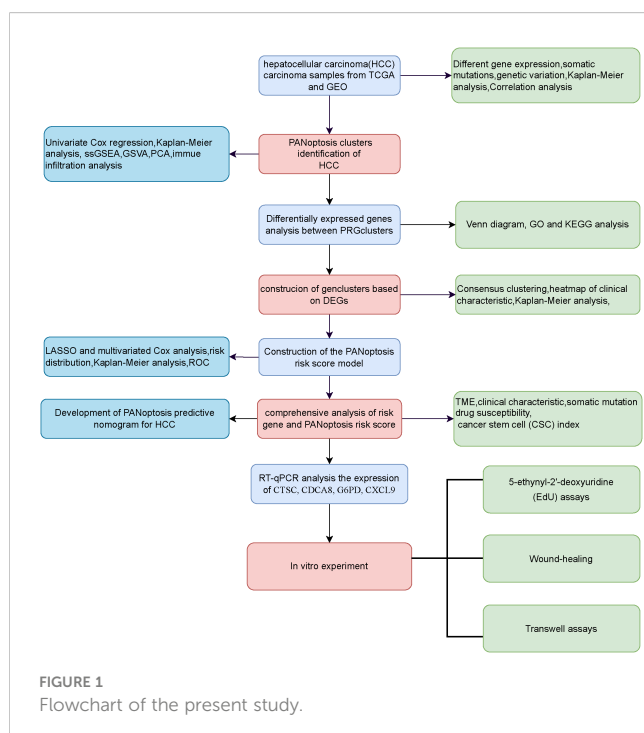 hepatocellular carcinoma(HCC)
carcinoma samples from TCGA
and GEO
Different gene expression,somatic
mutations,genetic variation,Kaplan-Meier
analysis,Correlation analysis
Univariate Cox regression,Kaplan-Meier
analysis, ssGSEA,GSVA,PCA,immue
infiltration analysis
PANoptosis clusters
identification of
HCC
Differentially expressed genes
analysis between PRGclusters
Venn diagram, GO and KEGG analysis
construcion of genclusters based
on DEGs
Consensus clustering,heatmap of clinical
characteristic,Kaplan-Meier analysis,
LASSO and multivariated Cox analysis,risk
distribution,Kaplan-Meier analysis,ROC
Construction of the PANoptosis
risk score model
Development of PANoptosis predictive
nomogram for HCC
comprehensive analysis of risk
gene and PANoptosis risk score
TME,clinical characteristic,somatic mutation
drug susceptibility,
cancer stem cell (CSC) index
RT-qPCR analysis the expression
of CTSC, CDCA8, G6PD, CXCL9
5-ethynyl-2'-deoxyuridine
(EdU) assays
In vitro experiment
Wound-healing
Transwell assays
FIGURE 1
Flowchart of the present study.